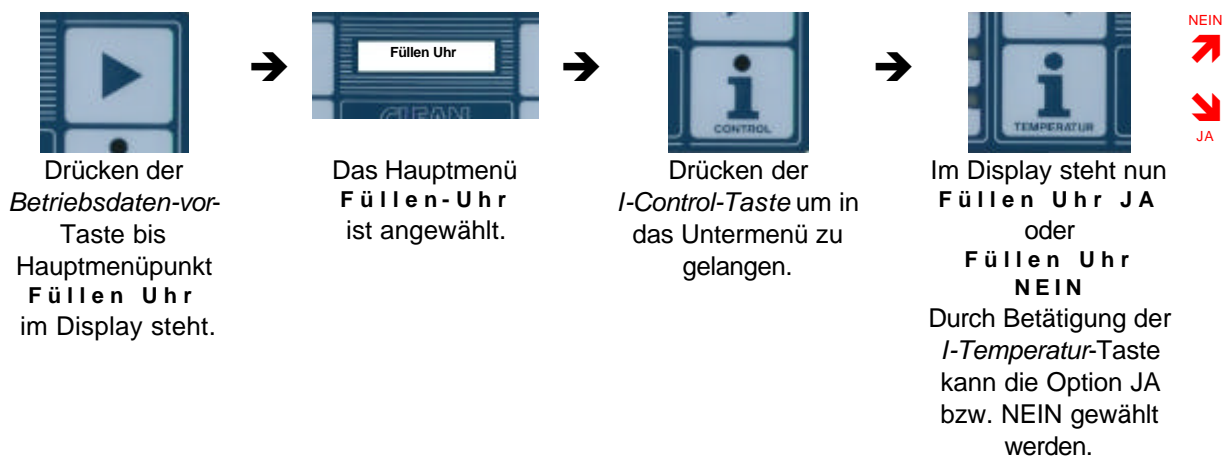 NEIN
JA
Füllen Uhr
CLEAN
i
CONTROL
i
TEMPERATUR
Drücken der
Betriebsdaten-vor-
Taste bis
Hauptmenüpunkt
Füllen Uhr
im Display steht.
Das Hauptmenü
Füllen-Uhr
ist angewählt.
Drücken der
I-Control-Taste um in
das Untermenü zu
gelangen.
Im Display steht nun
Füllen Uhr JA
oder
Füllen Uhr
NEIN
Durch Betätigung der
I-Temperatur-Taste
kann die Option JA
bzw. NEIN gewählt
werden.